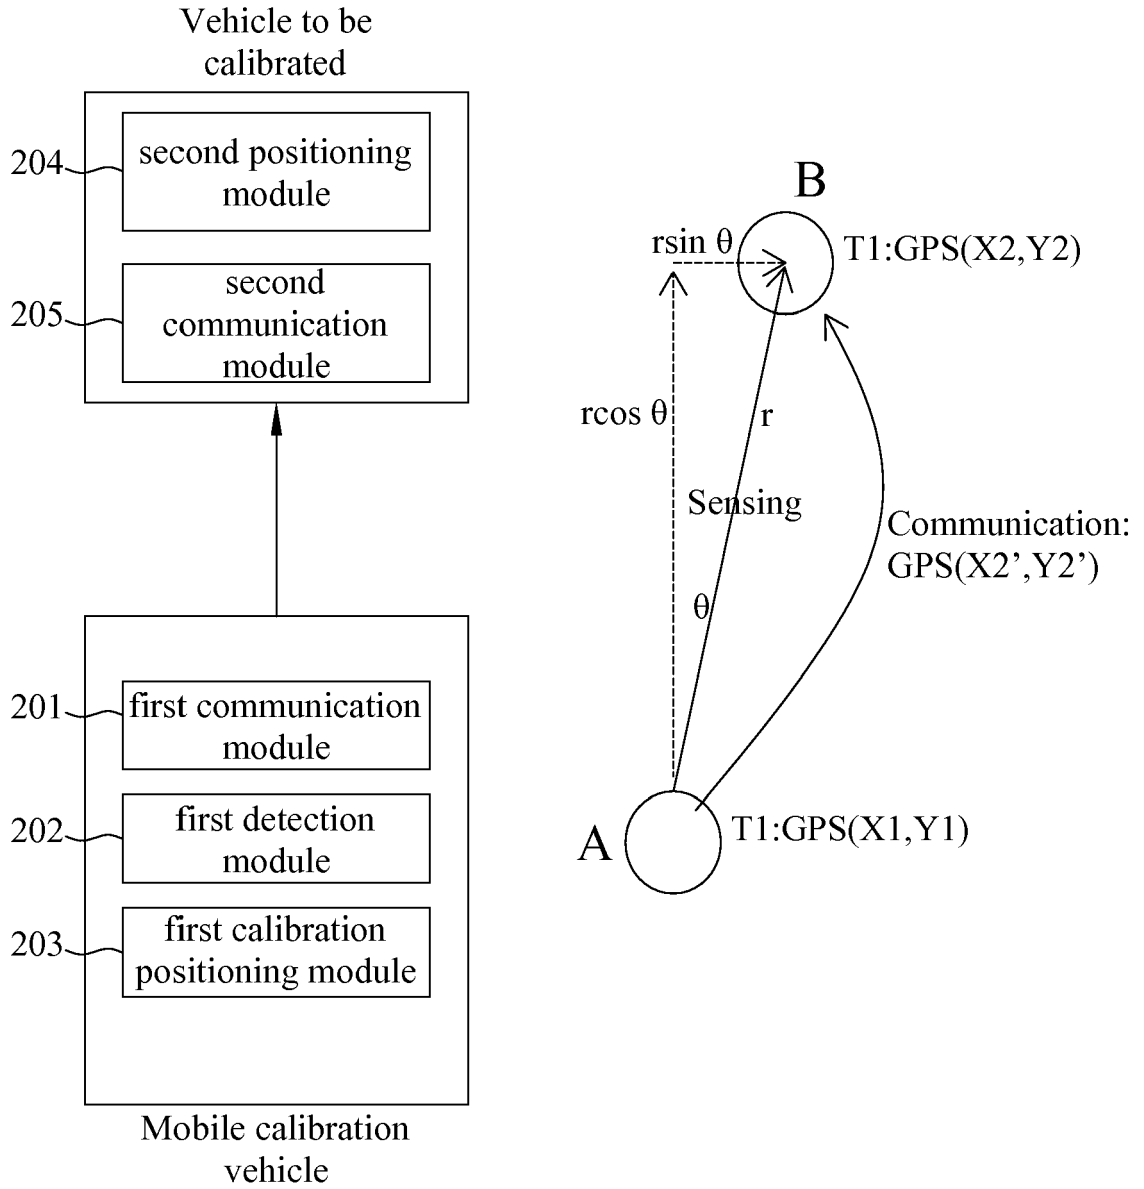 Vehicle to be
calibrated
204
second positioning
module
205
second
communication
module
201
first communication
module
202
first detection
module
203
first calibration
positioning module
Mobile calibration
vehicle
B
rsin θ
T1:GPS(X2,Y2)
rcos θ
r
Sensing
Communication:
GPS(X2’,Y2’)
θ
A
T1:GPS(X1,Y1)